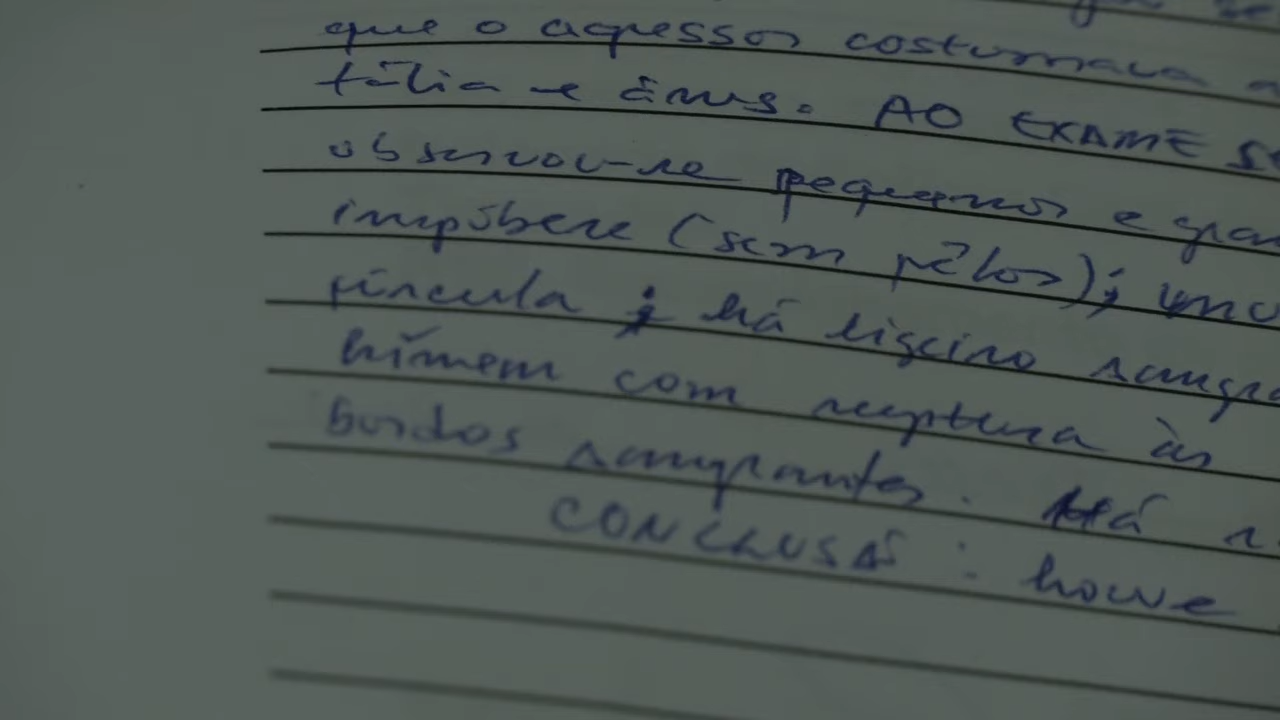 que o agressor costumava
tália e ânus. AO EXAME
observou-se pequenos e
impúbere (sem pêlos);
há ligeiro
hímem com ruptura às
bordos sangrantes. Há
CONCLUSÃO: houve